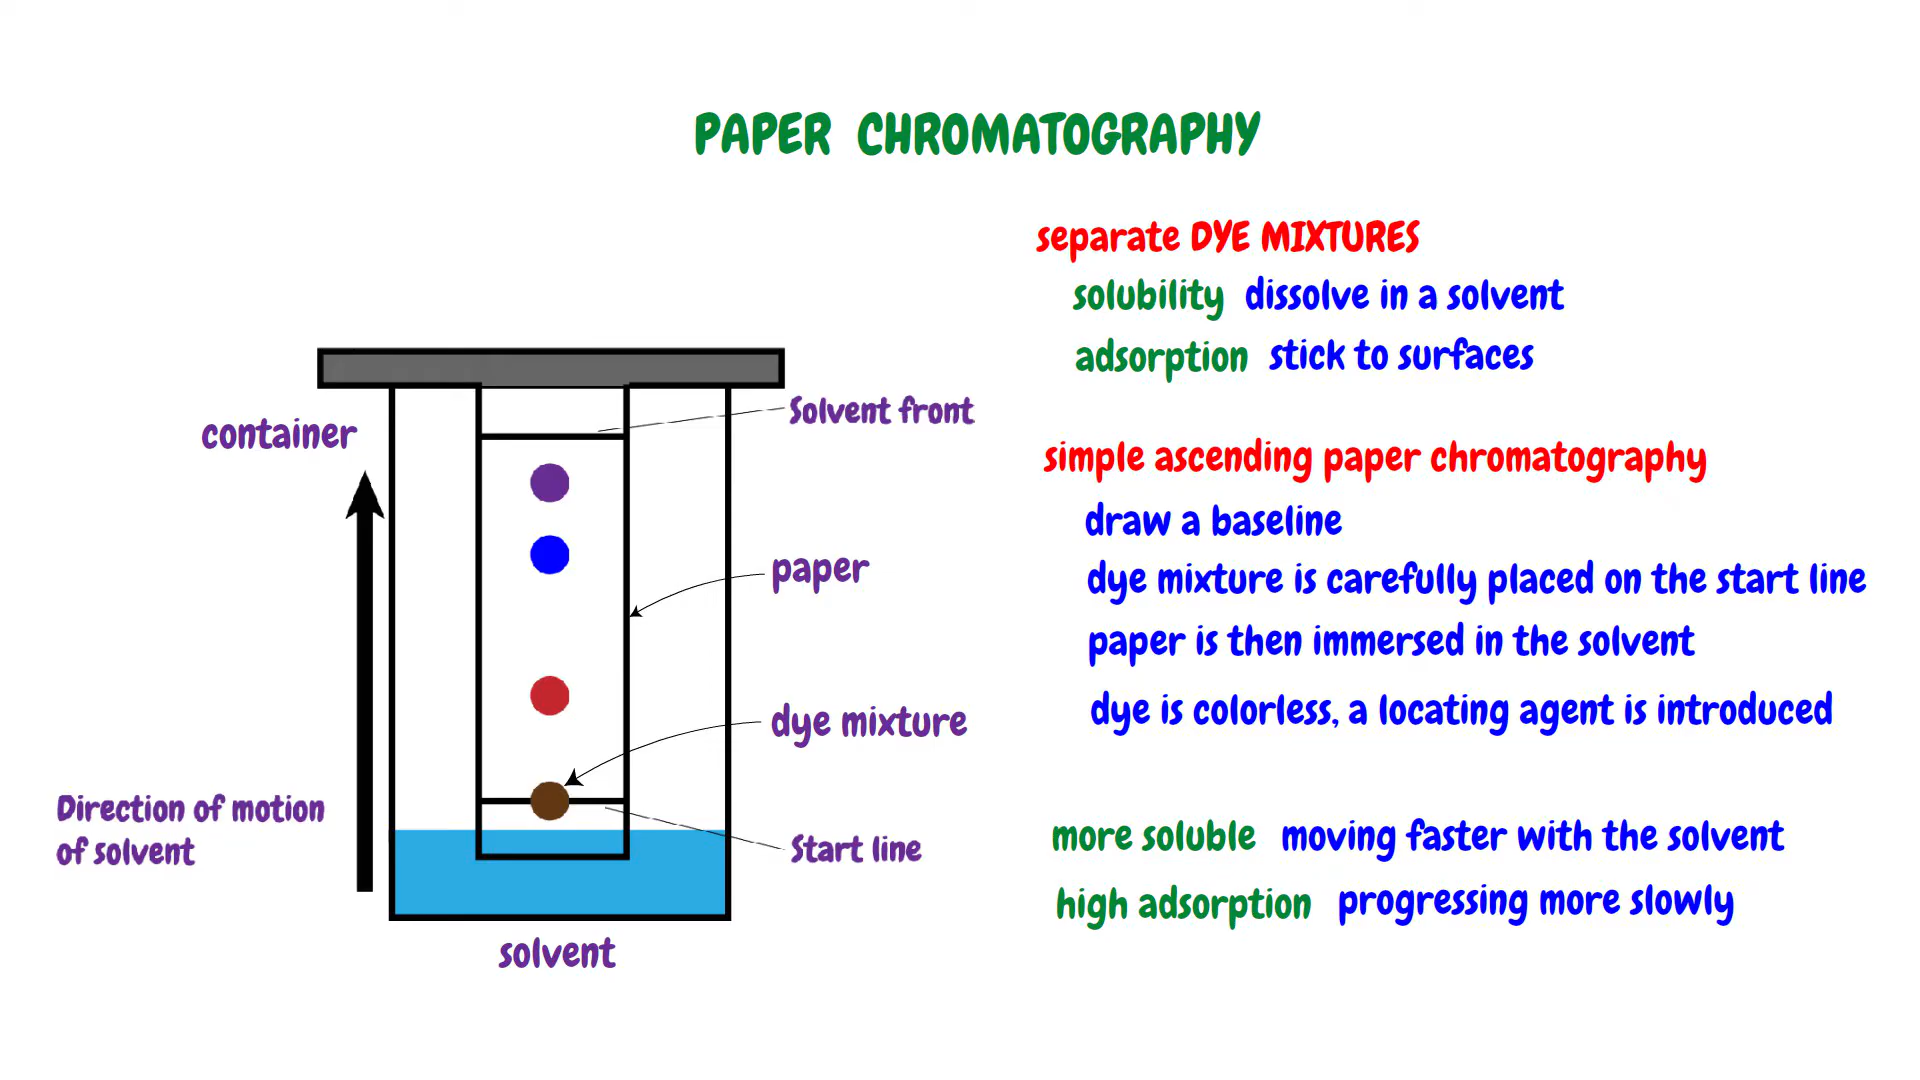 PAPER CHROMATOGRAPHY
separate DYE MIXTURES
solubility dissolve in a solvent
adsorption stick to surfaces
Solvent front
container
simple ascending paper chromatography
draw a baseline
paper
dye mixture is carefully placed on the start line
paper is then immersed in the solvent
dye mixture
dye is colorless, a locating agent is introduced
Direction of motion
of solvent
Start line
more soluble moving faster with the solvent
high adsorption progressing more slowly
solvent